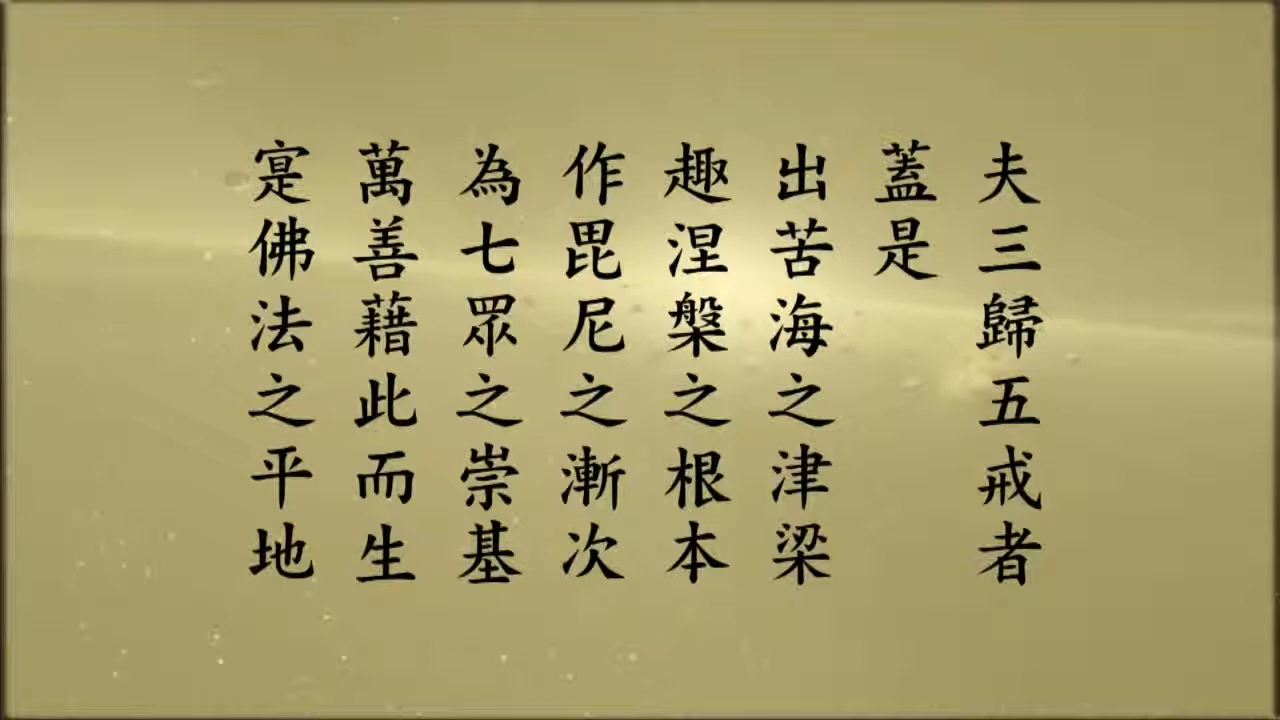 夫三歸五戒者
蓋是
出苦海之津梁
趣涅槃之根本
作毘尼之漸次
為七眾之崇基
萬善藉此而生
寔佛法之平地